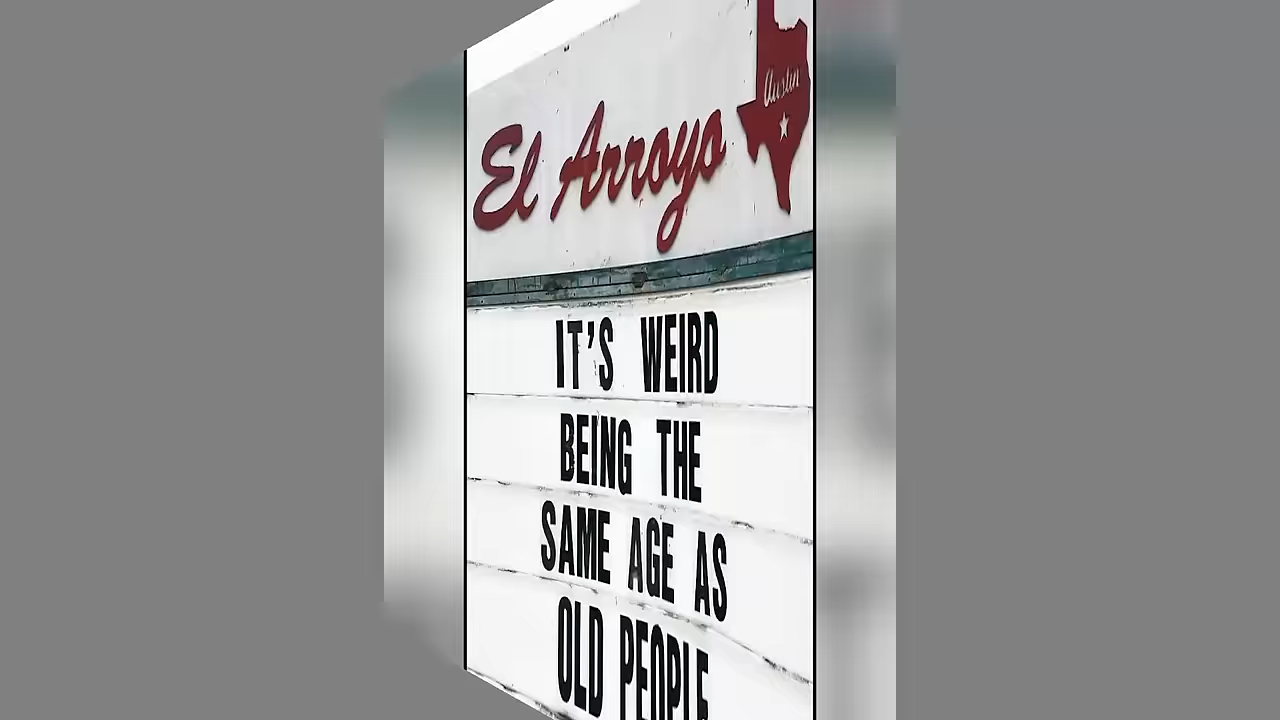 El Arroyo
Austin
IT'S WEIRD
BEING THE
SAME AGE AS
OLD PEOPLE